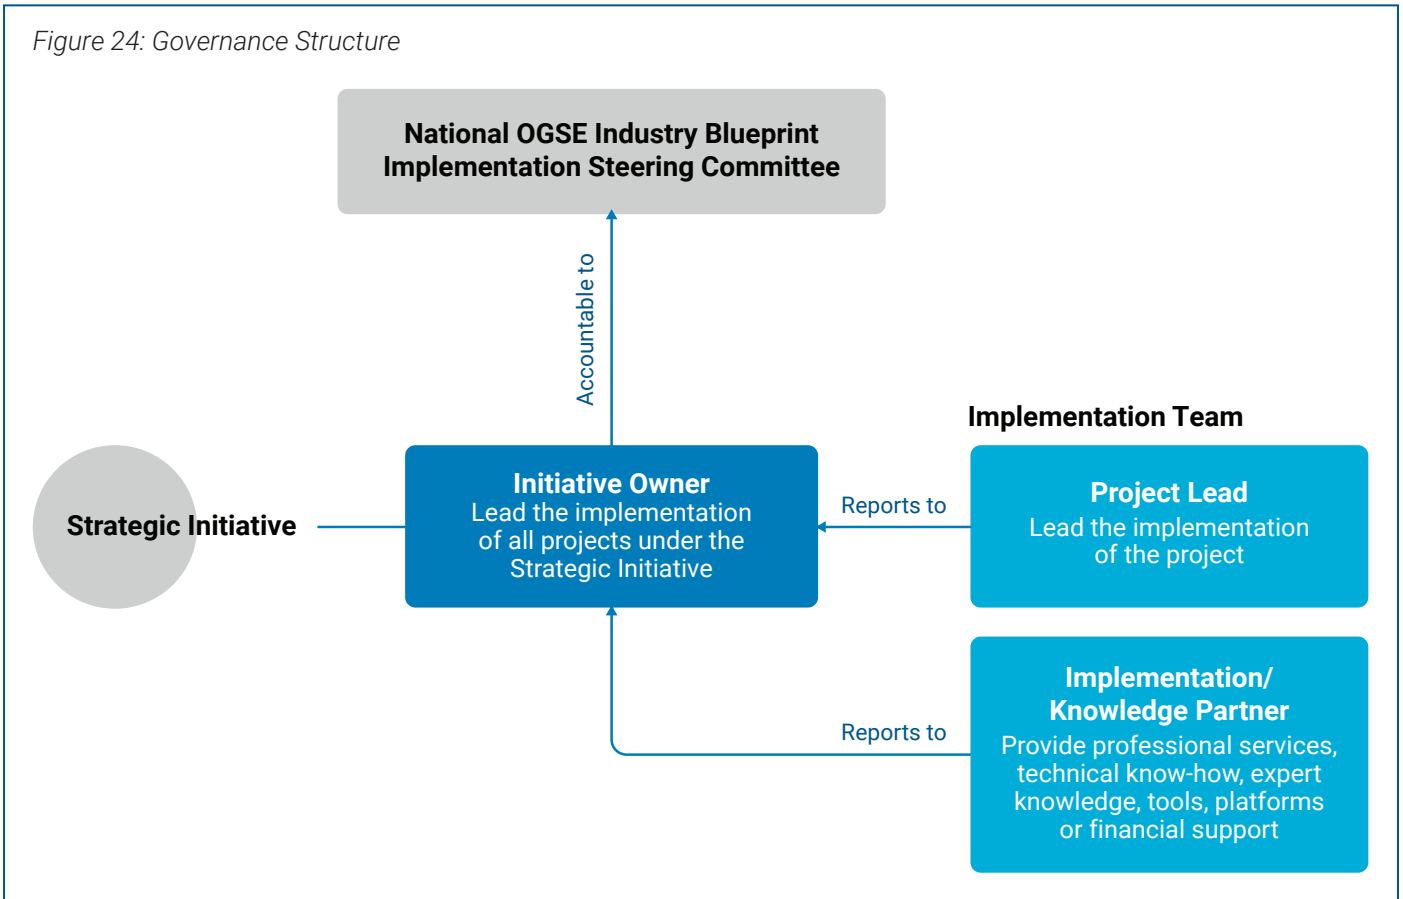 Figure 24: Governance Structure
National OGSE Industry Blueprint
Implementation Steering Committee
Accountable to
Implementation Team
Strategic Initiative
Initiative Owner
Lead the implementation
of all projects under the
Strategic Initiative
Reports to
Project Lead
Lead the implementation
of the project
Reports to
Implementation/
Knowledge Partner
Provide professional services,
technical know-how, expert
knowledge, tools, platforms
or financial support